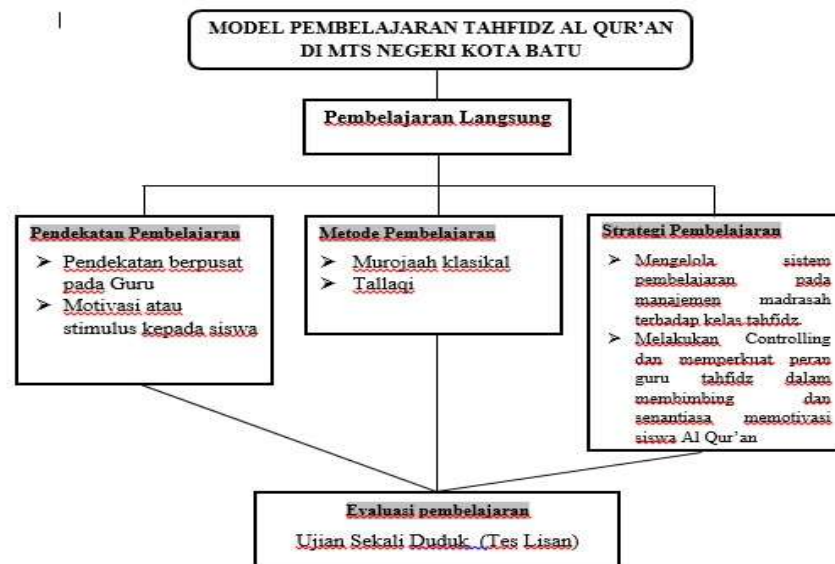 MODEL PEMBELAJARAN TAHFIDZ AL QUR'AN
DI MTS NEGERI KOTA BATU
Pembelajaran Langsung
Pendekatan Pembelajaran
➢ Pendekatan berpusat
pada Guru
➢ Motivasi atau
stimulus kepada siswa
Metode Pembelajaran
➢ Murojaah klasikal
➢ Tallaqi
Strategi Pembelajaran
➢ Mengelola sistem
pembelajaran pada
manajemen madrasah
terhadap kelas tahfidz
➢ Melakukan Controlling
dan memperkuat peran
guru tahfidz dalam
membimbing dan
senantiasa memotivasi
siswa Al Qur'an
Evaluasi pembelajaran
Ujian Sekali Duduk (Tes Lisan)